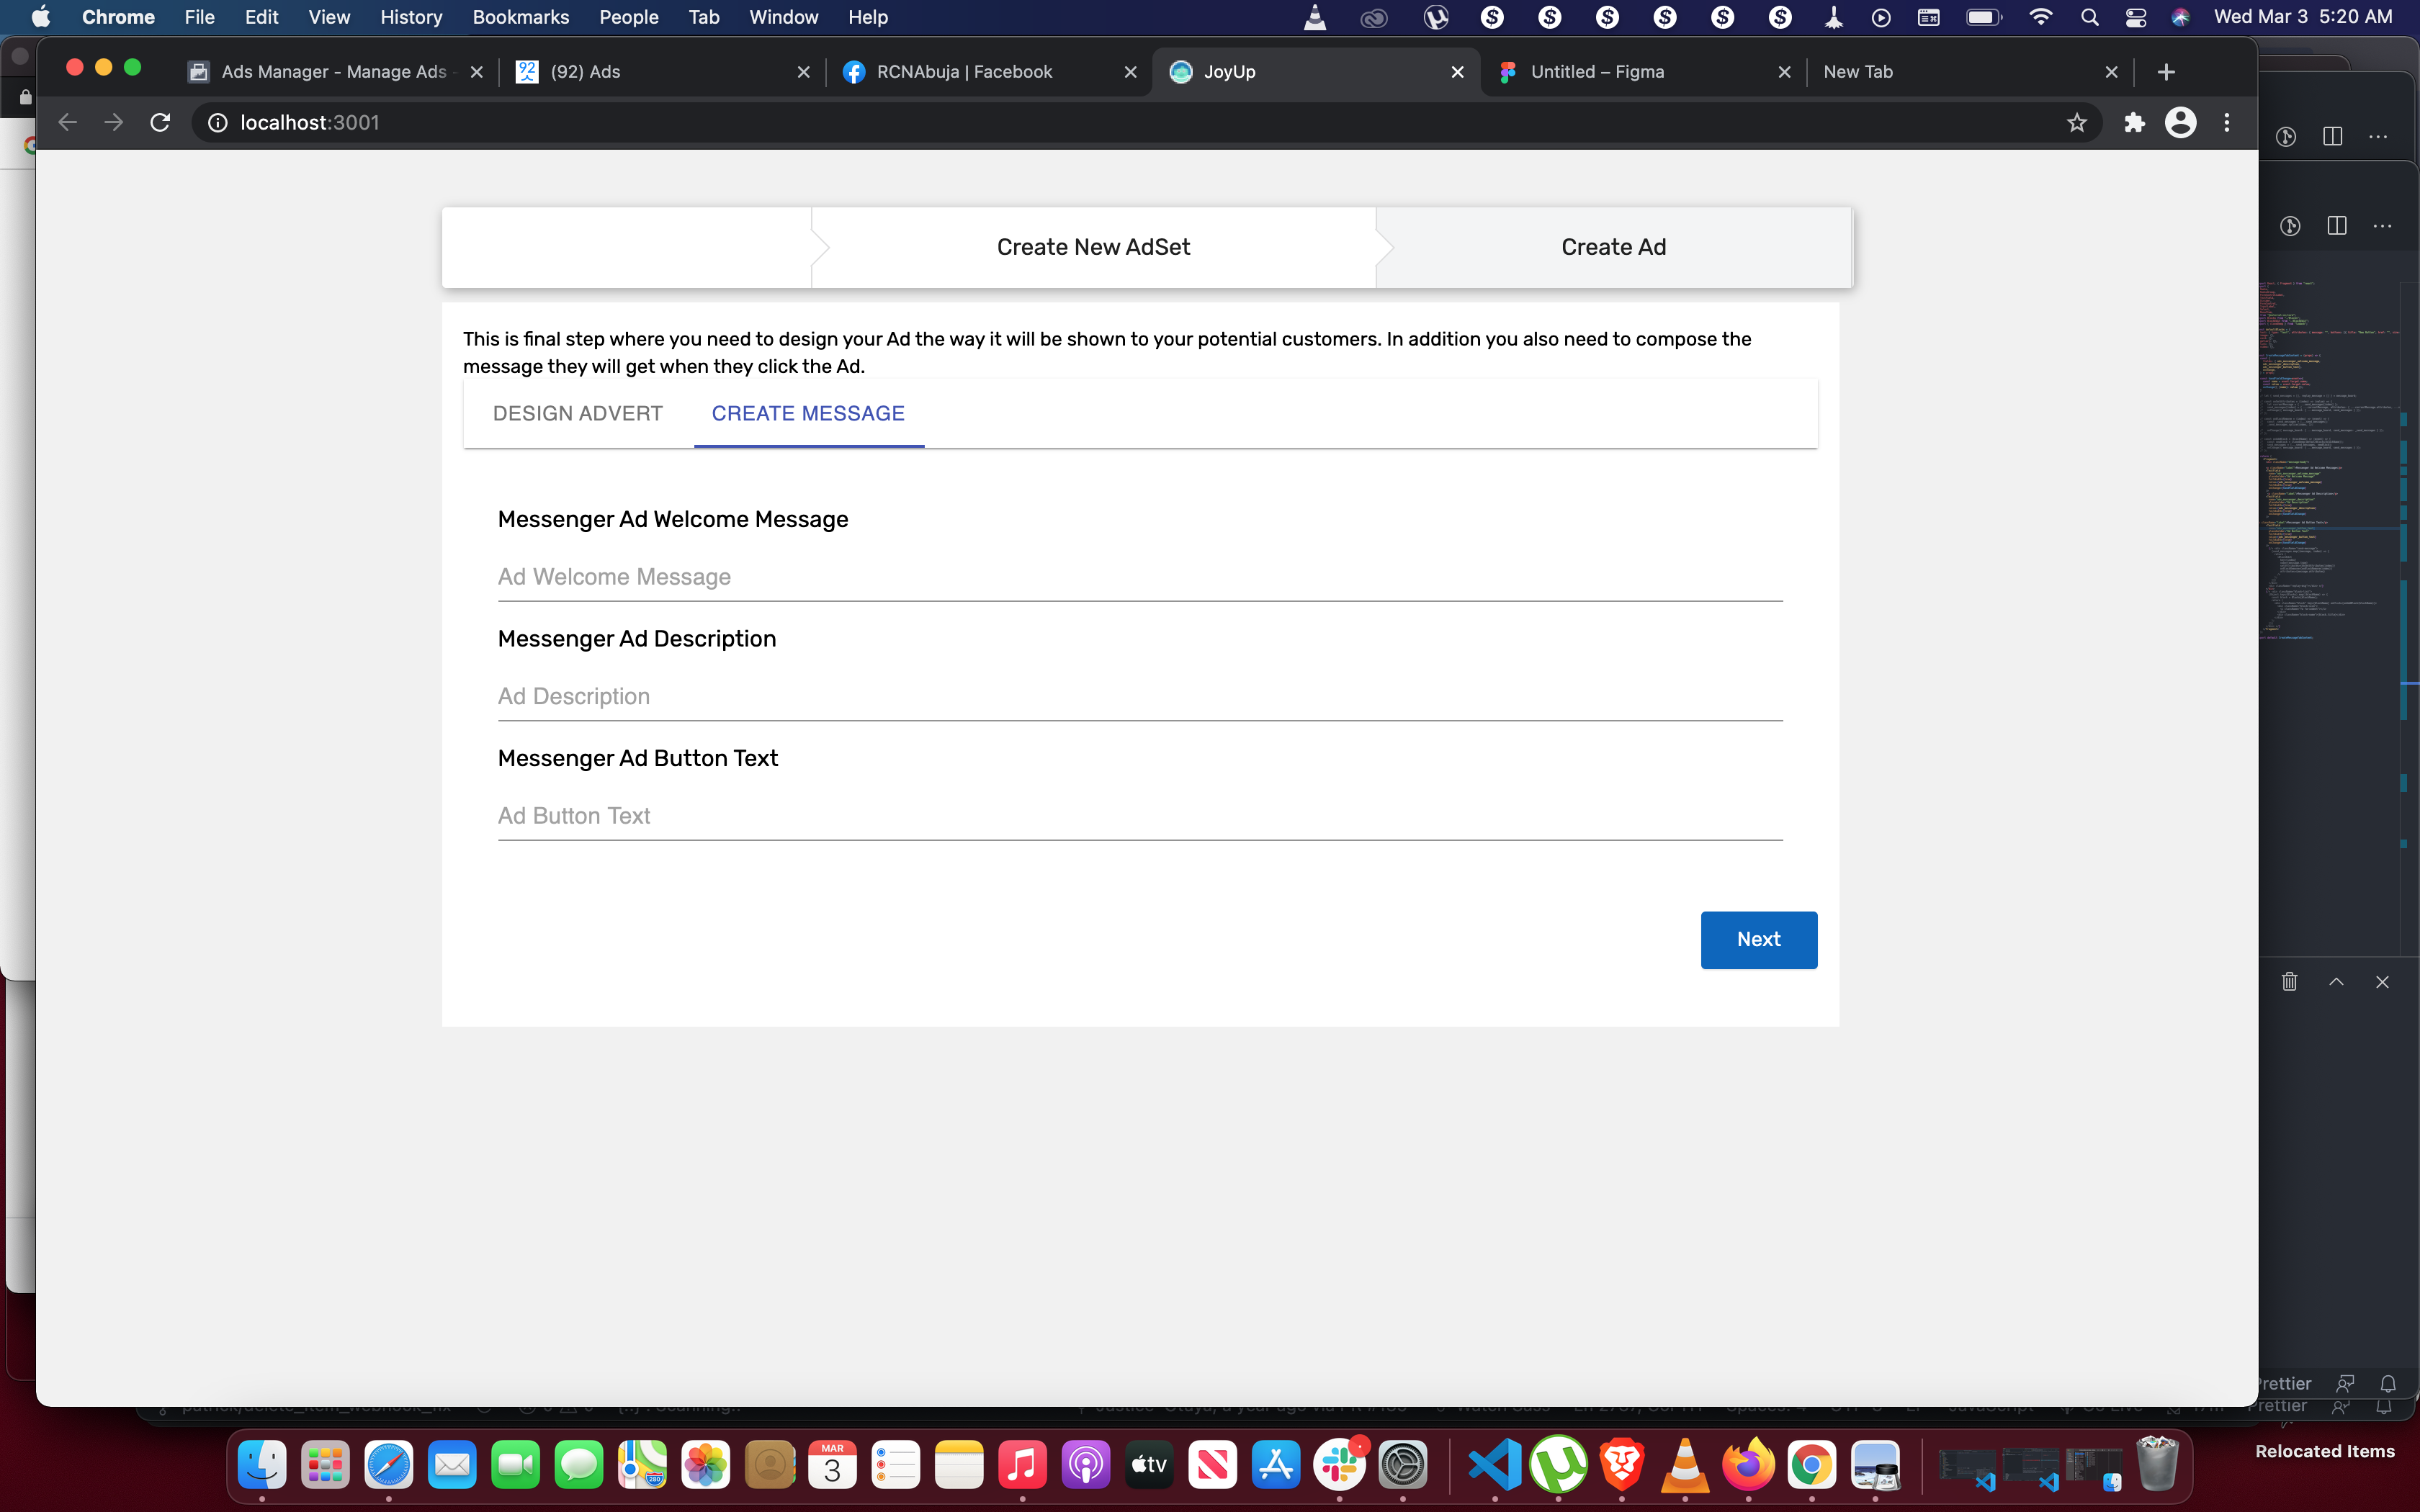 Chrome File Edit View History Bookmarks People Tab Window Help Wed Mar 3 5:20 AM
Ads Manager - Manage Ads - (92) Ads RCNAbuja | Facebook JoyUp Untitled – Figma New Tab
localhost:3001
Create New AdSet Create Ad
This is final step where you need to design your Ad the way it will be shown to your potential customers. In addition you also need to compose the
message they will get when they click the Ad.
DESIGN ADVERT CREATE MESSAGE
Messenger Ad Welcome Message
Ad Welcome Message
Messenger Ad Description
Ad Description
Messenger Ad Button Text
Ad Button Text
Next
Prettier
Prettier
MAR
3
tv
Relocated Items